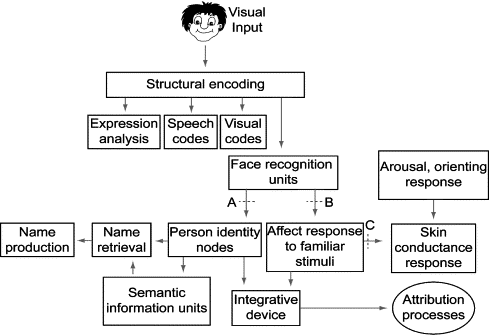 Visual
Input
Structural encoding
Expression
analysis
Speech
codes
Visual
codes
Face recognition
units
Arousal, orienting
response
A
B
Name
production
Name
retrieval
Person identity
nodes
Affect response
to familiar
stimuli
C
Skin
conductance
response
Semantic
information units
Integrative
device
Attribution
processes